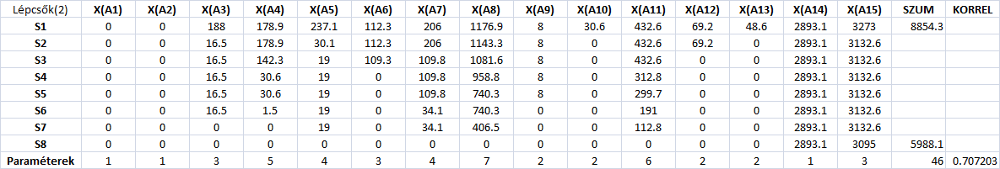 Lépcsők(2) X(A1) X(A2) X(A3) X(A4) X(A5) X(A6) X(A7) X(A8) X(A9) X(A10) X(A11) X(A12) X(A13) X(A14) X(A15) SZUM KORREL
S1 0 0 188 178.9 237.1 112.3 206 1176.9 8 30.6 432.6 69.2 48.6 2893.1 3273 8854.3
S2 0 0 16.5 178.9 30.1 112.3 206 1143.3 8 0 432.6 69.2 0 2893.1 3132.6
S3 0 0 16.5 142.3 19 109.3 109.8 1081.6 8 0 432.6 0 0 2893.1 3132.6
S4 0 0 16.5 30.6 19 0 109.8 958.8 8 0 312.8 0 0 2893.1 3132.6
S5 0 0 16.5 30.6 19 0 109.8 740.3 8 0 299.7 0 0 2893.1 3132.6
S6 0 0 16.5 1.5 19 0 34.1 740.3 0 0 191 0 0 2893.1 3132.6
S7 0 0 0 0 19 0 34.1 406.5 0 0 112.8 0 0 2893.1 3132.6
S8 0 0 0 0 0 0 0 0 0 0 0 0 0 2893.1 3095 5988.1
Paraméterek 1 1 3 5 4 3 4 7 2 2 6 2 2 1 3 46 0.707203